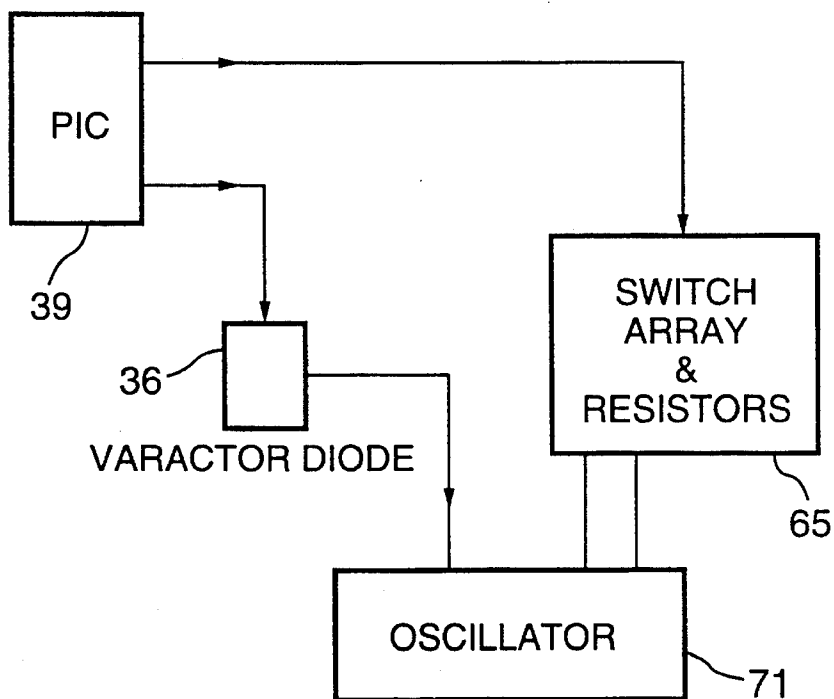 PIC
39
36
VARACTOR DIODE
SWITCH
ARRAY
&
RESISTORS
65
OSCILLATOR
71